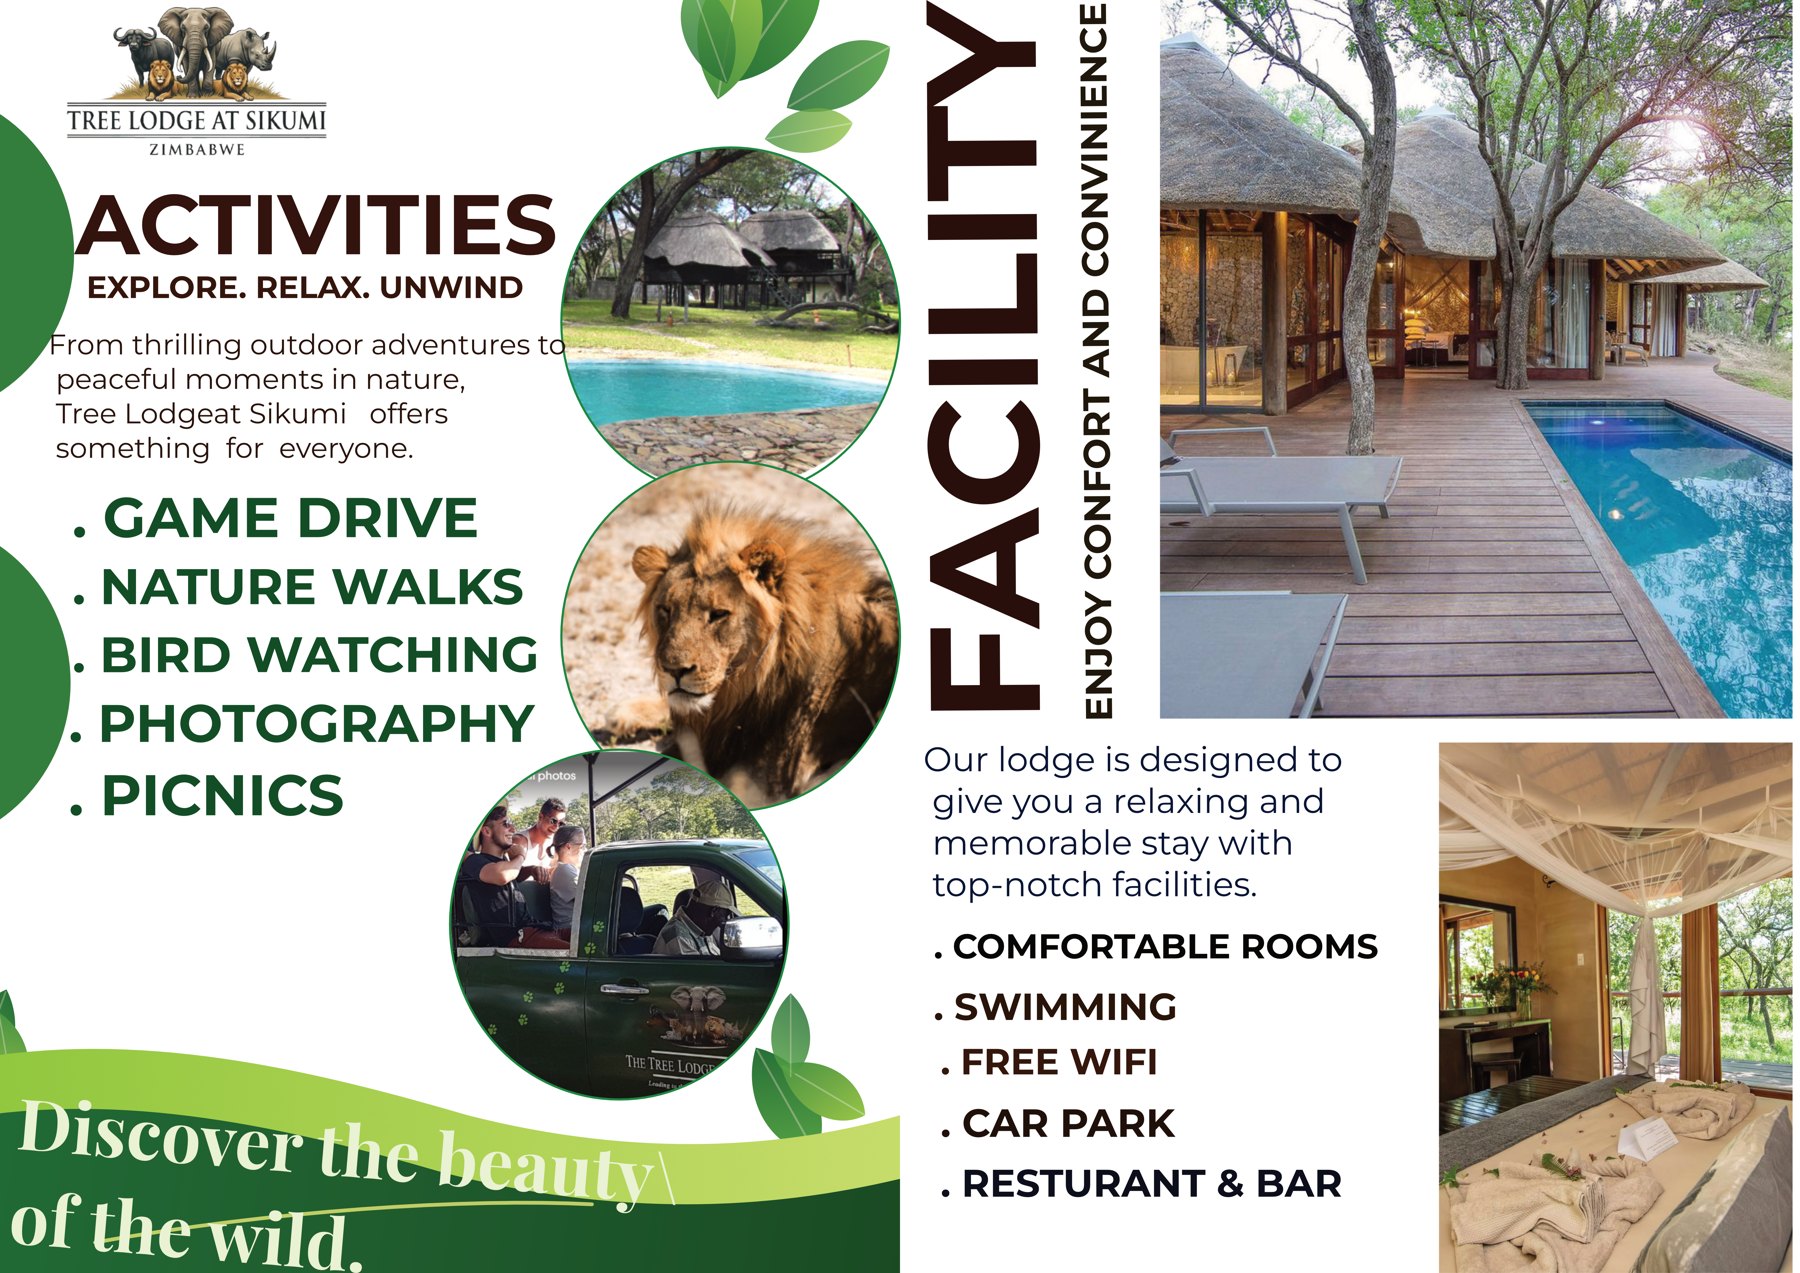 TREE LODGE AT SIKUMI
ZIMBABWE
ACTIVITIES
EXPLORE. RELAX. UNWIND
From thrilling outdoor adventures to
peaceful moments in nature,
Tree Lodgeat Sikumi offers
something for everyone.
. GAME DRIVE
. NATURE WALKS
. BIRD WATCHING
. PHOTOGRAPHY
. PICNICS
photos
THE TREE LODGE
Leading
Discover the beauty\
of the wild.
FACILITY
ENJOY CONFORT AND CONVINIENCE
Our lodge is designed to
give you a relaxing and
memorable stay with
top-notch facilities.
. COMFORTABLE ROOMS
. SWIMMING
. FREE WIFI
. CAR PARK
. RESTURANT & BAR